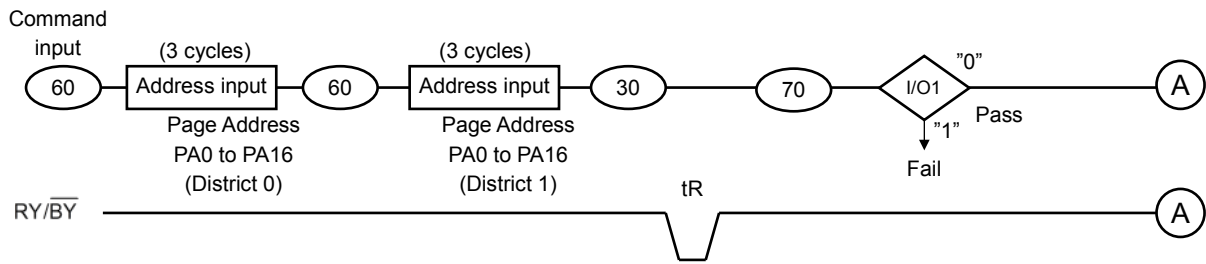 Command
input
(3 cycles)
(3 cycles)
60
Address input
60
Address input
30
70
I/O1
”0”
Pass
”1”
Fail
A
Page Address
PA0 to PA16
(District 0)
Page Address
PA0 to PA16
(District 1)
tR
RY/B̅Y̅
A